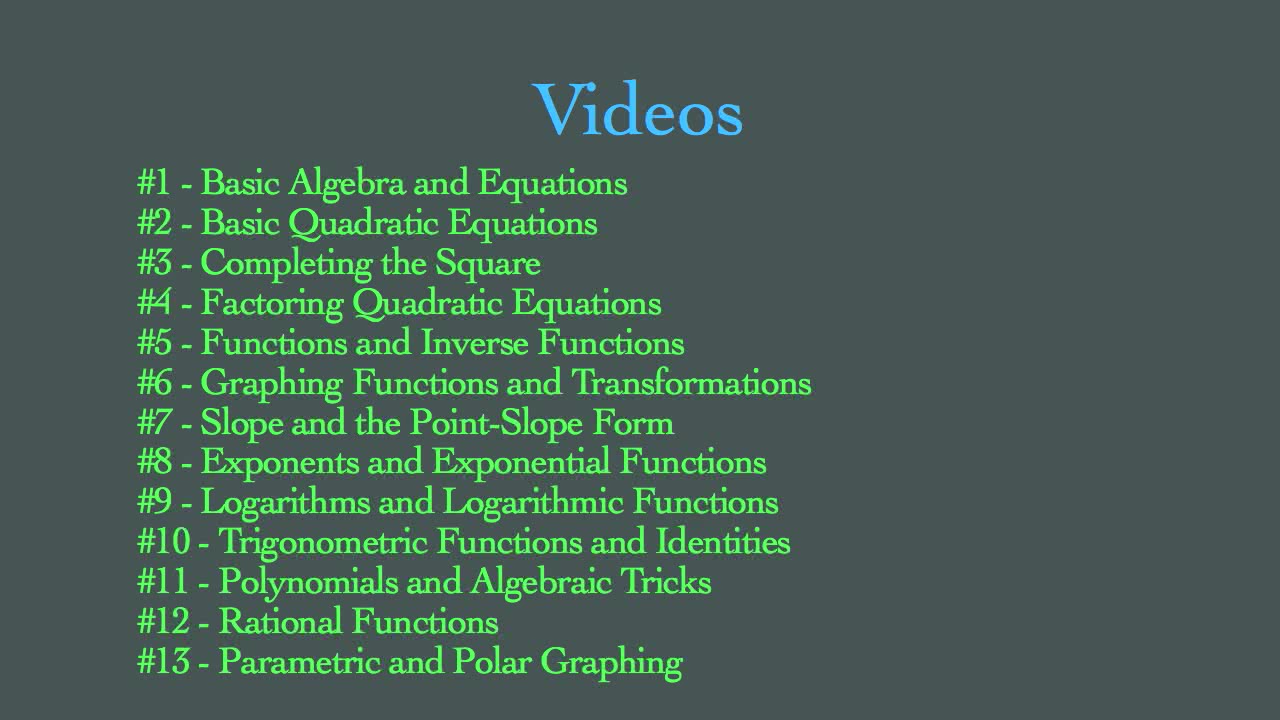 Videos
#1 - Basic Algebra and Equations
#2 - Basic Quadratic Equations
#3 - Completing the Square
#4 - Factoring Quadratic Equations
#5 - Functions and Inverse Functions
#6 - Graphing Functions and Transformations
#7 - Slope and the Point-Slope Form
#8 - Exponents and Exponential Functions
#9 - Logarithms and Logarithmic Functions
#10 - Trigonometric Functions and Identities
#11 - Polynomials and Algebraic Tricks
#12 - Rational Functions
#13 - Parametric and Polar Graphing